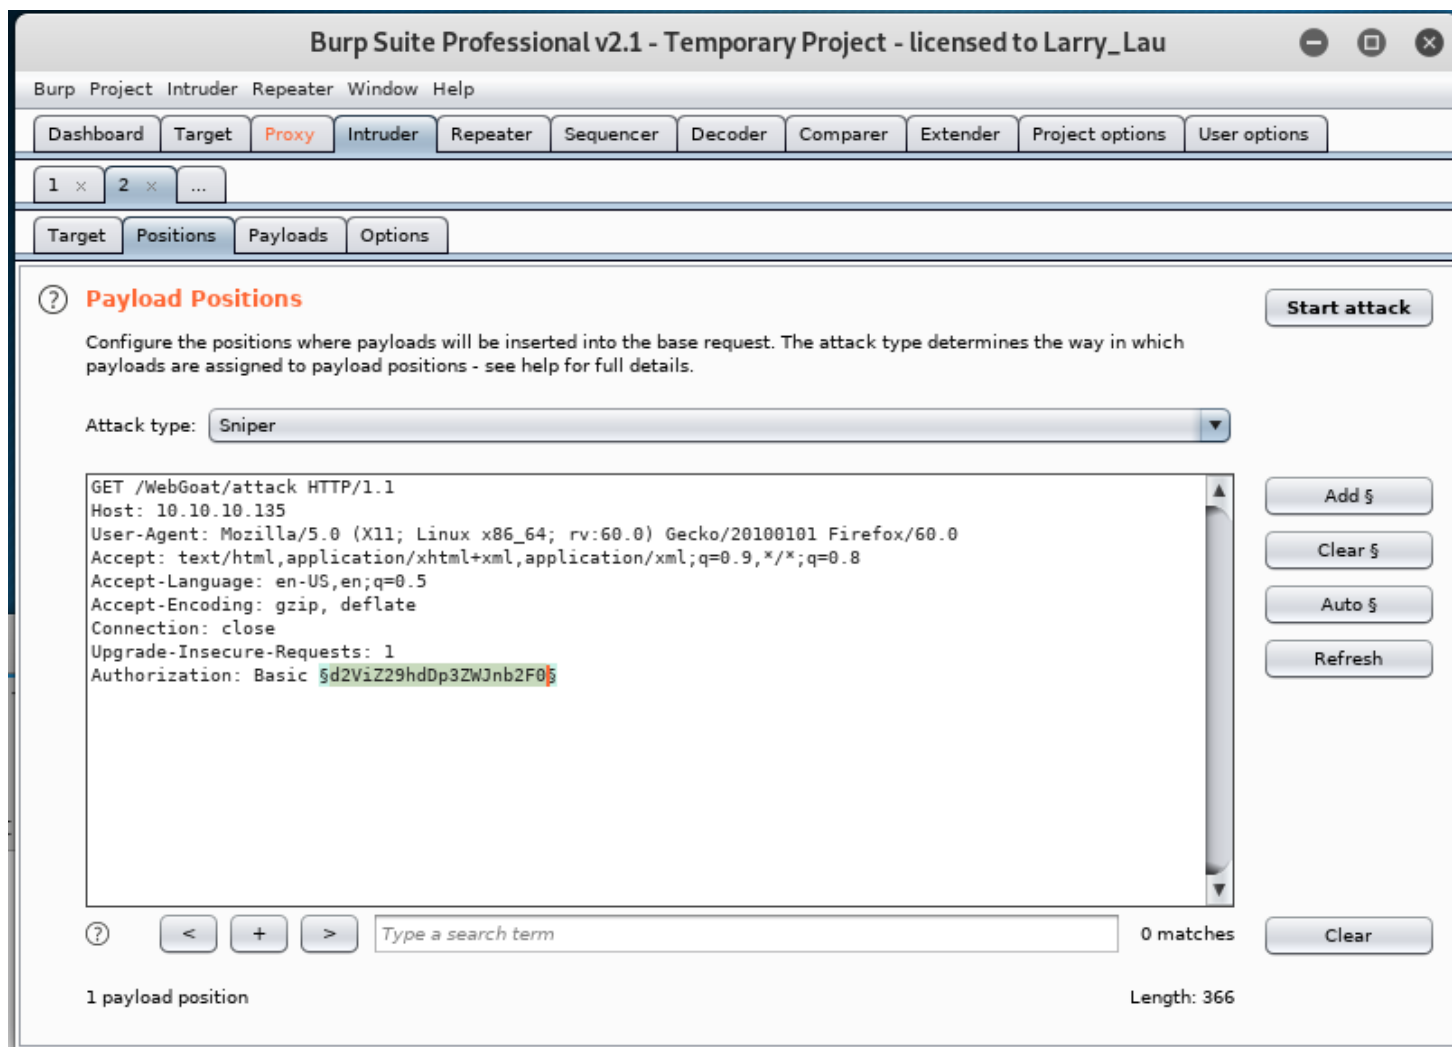 Burp Suite Professional v2.1 - Temporary Project - licensed to Larry_Lau
Burp Project Intruder Repeater Window Help
Dashboard Target Proxy Intruder Repeater Sequencer Decoder Comparer Extender Project options User options
1 × 2 × ...
Target Positions Payloads Options
? Payload Positions
Start attack
Configure the positions where payloads will be inserted into the base request. The attack type determines the way in which
payloads are assigned to payload positions - see help for full details.
Attack type: Sniper
GET /WebGoat/attack HTTP/1.1
Host: 10.10.10.135
User-Agent: Mozilla/5.0 (X11; Linux x86_64; rv:60.0) Gecko/20100101 Firefox/60.0
Accept: text/html,application/xhtml+xml,application/xml;q=0.9,*/*;q=0.8
Accept-Language: en-US,en;q=0.5
Accept-Encoding: gzip, deflate
Connection: close
Upgrade-Insecure-Requests: 1
Authorization: Basic §d2ViZ29hdDp3ZWJnb2F0§
Add §
Clear §
Auto §
Refresh
? < + > Type a search term 0 matches Clear
1 payload position Length: 366